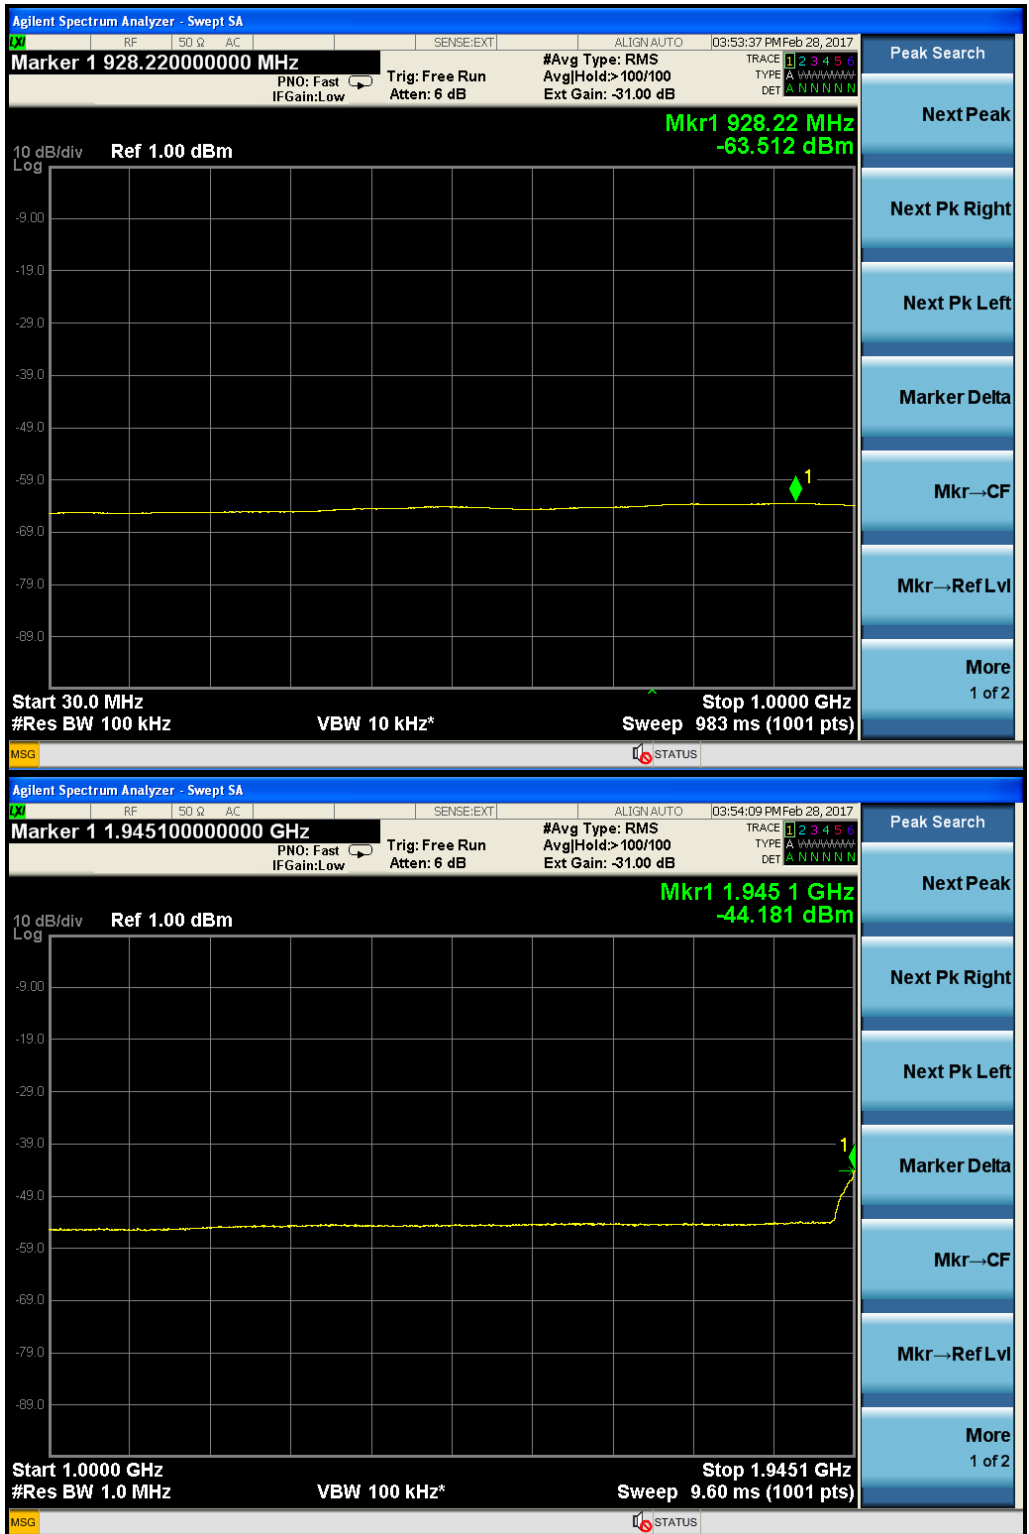 Agilent Spectrum Analyzer - Swept SA
LXI RF 50 Ω AC SENSE:EXT ALIGN AUTO 03:53:37 PM Feb 28, 2017
Marker 1 928.220000000 MHz
PNO: Fast
IFGain:Low
Trig: Free Run
Atten: 6 dB
#Avg Type: RMS
Avg|Hold:>100/100
Ext Gain: -31.00 dB
TRACE 1 2 3 4 5 6
TYPE A WWWWW
DET A N N N N N
Mkr1 928.22 MHz
-63.512 dBm
10 dB/div Ref 1.00 dBm
Log
-9.00
-19.0
-29.0
-39.0
-49.0
-59.0
-69.0
-79.0
-89.0
1
Start 30.0 MHz Stop 1.0000 GHz
#Res BW 100 kHz VBW 10 kHz* Sweep 983 ms (1001 pts)
MSG STATUS
Peak Search
Next Peak
Next Pk Right
Next Pk Left
Marker Delta
Mkr→CF
Mkr→Ref Lvl
More
1 of 2
Agilent Spectrum Analyzer - Swept SA
LXI RF 50 Ω AC SENSE:EXT ALIGN AUTO 03:54:09 PM Feb 28, 2017
Marker 1 1.945100000000 GHz
PNO: Fast
IFGain:Low
Trig: Free Run
Atten: 6 dB
#Avg Type: RMS
Avg|Hold:>100/100
Ext Gain: -31.00 dB
TRACE 1 2 3 4 5 6
TYPE A WWWWW
DET A N N N N N
Mkr1 1.945 1 GHz
-44.181 dBm
10 dB/div Ref 1.00 dBm
Log
-9.00
-19.0
-29.0
-39.0
-49.0
-59.0
-69.0
-79.0
-89.0
1
Start 1.0000 GHz Stop 1.9451 GHz
#Res BW 1.0 MHz VBW 100 kHz* Sweep 9.60 ms (1001 pts)
MSG STATUS
Peak Search
Next Peak
Next Pk Right
Next Pk Left
Marker Delta
Mkr→CF
Mkr→Ref Lvl
More
1 of 2